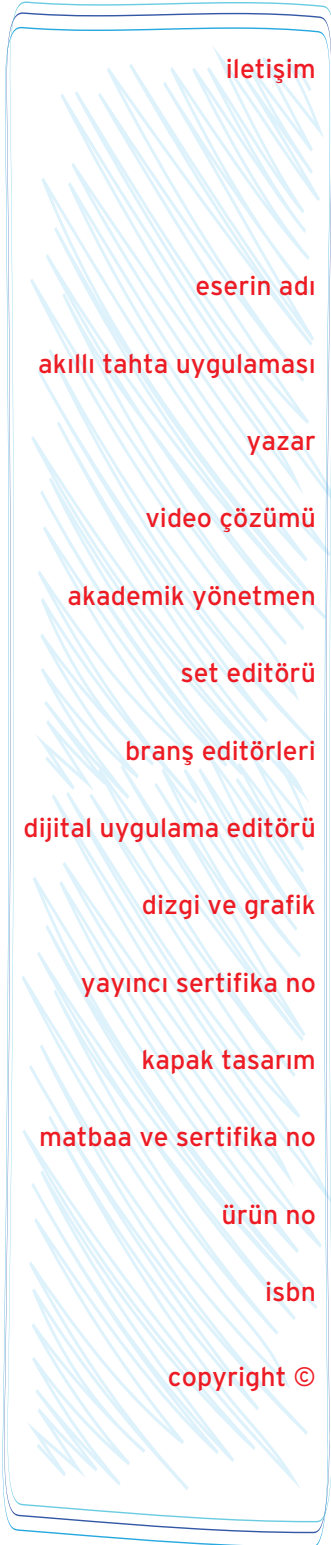 iletişim
eserin adı
akıllı tahta uygulaması
yazar
video çözümü
akademik yönetmen
set editörü
branş editörleri
dijital uygulama editörü
dizgi ve grafik
yayıncı sertifika no
kapak tasarım
matbaa ve sertifika no
ürün no
isbn
copyright ©